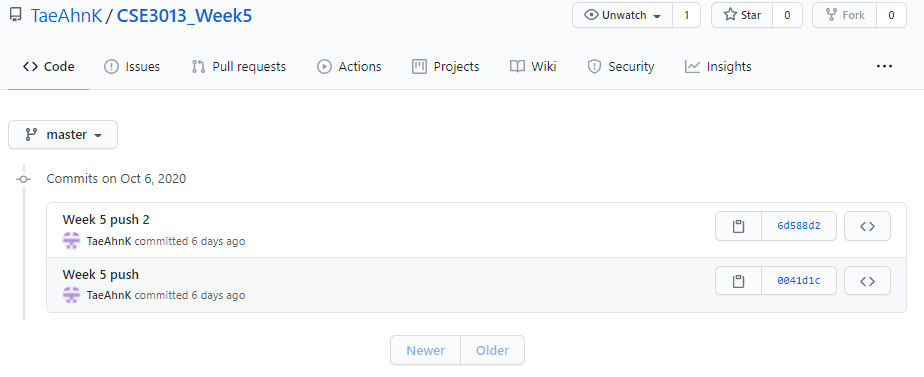 TaeAhnK / CSE3013_Week5
Unwatch 1 Star 0 Fork 0
Code Issues Pull requests Actions Projects Wiki Security Insights ...
master
Commits on Oct 6, 2020
Week 5 push 2
TaeAhnK committed 6 days ago
6d588d2
Week 5 push
TaeAhnK committed 6 days ago
0041d1c
Newer Older